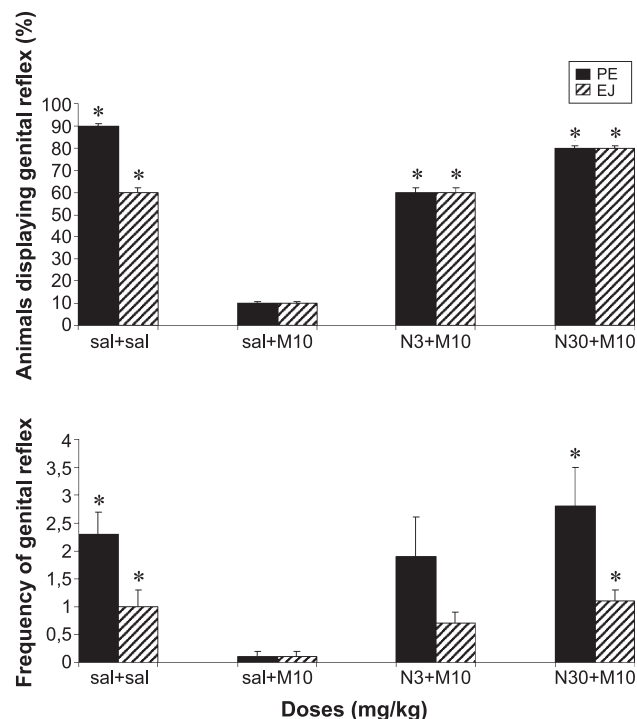 Animals displaying genital reflex (%)
PE
EJ
100
90
80
70
60
50
40
30
20
10
0
* * * * * *
sal+sal sal+M10 N3+M10 N30+M10
Frequency of genital reflex
4
3,5
3
2,5
2
1,5
1
0,5
0
* * * *
sal+sal sal+M10 N3+M10 N30+M10
Doses (mg/kg)